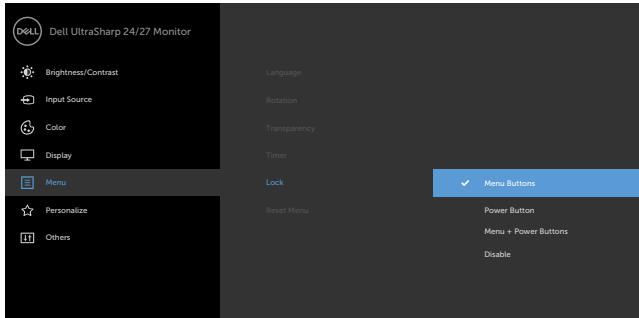 DELL Dell UltraSharp 24/27 Monitor
Brightness/Contrast
Language
Input Source
Rotation
Color
Transparency
Display
Timer
Menu
Lock
Menu Buttons
Personalize
Reset Menu
Power Button
Menu + Power Buttons
Others
Disable